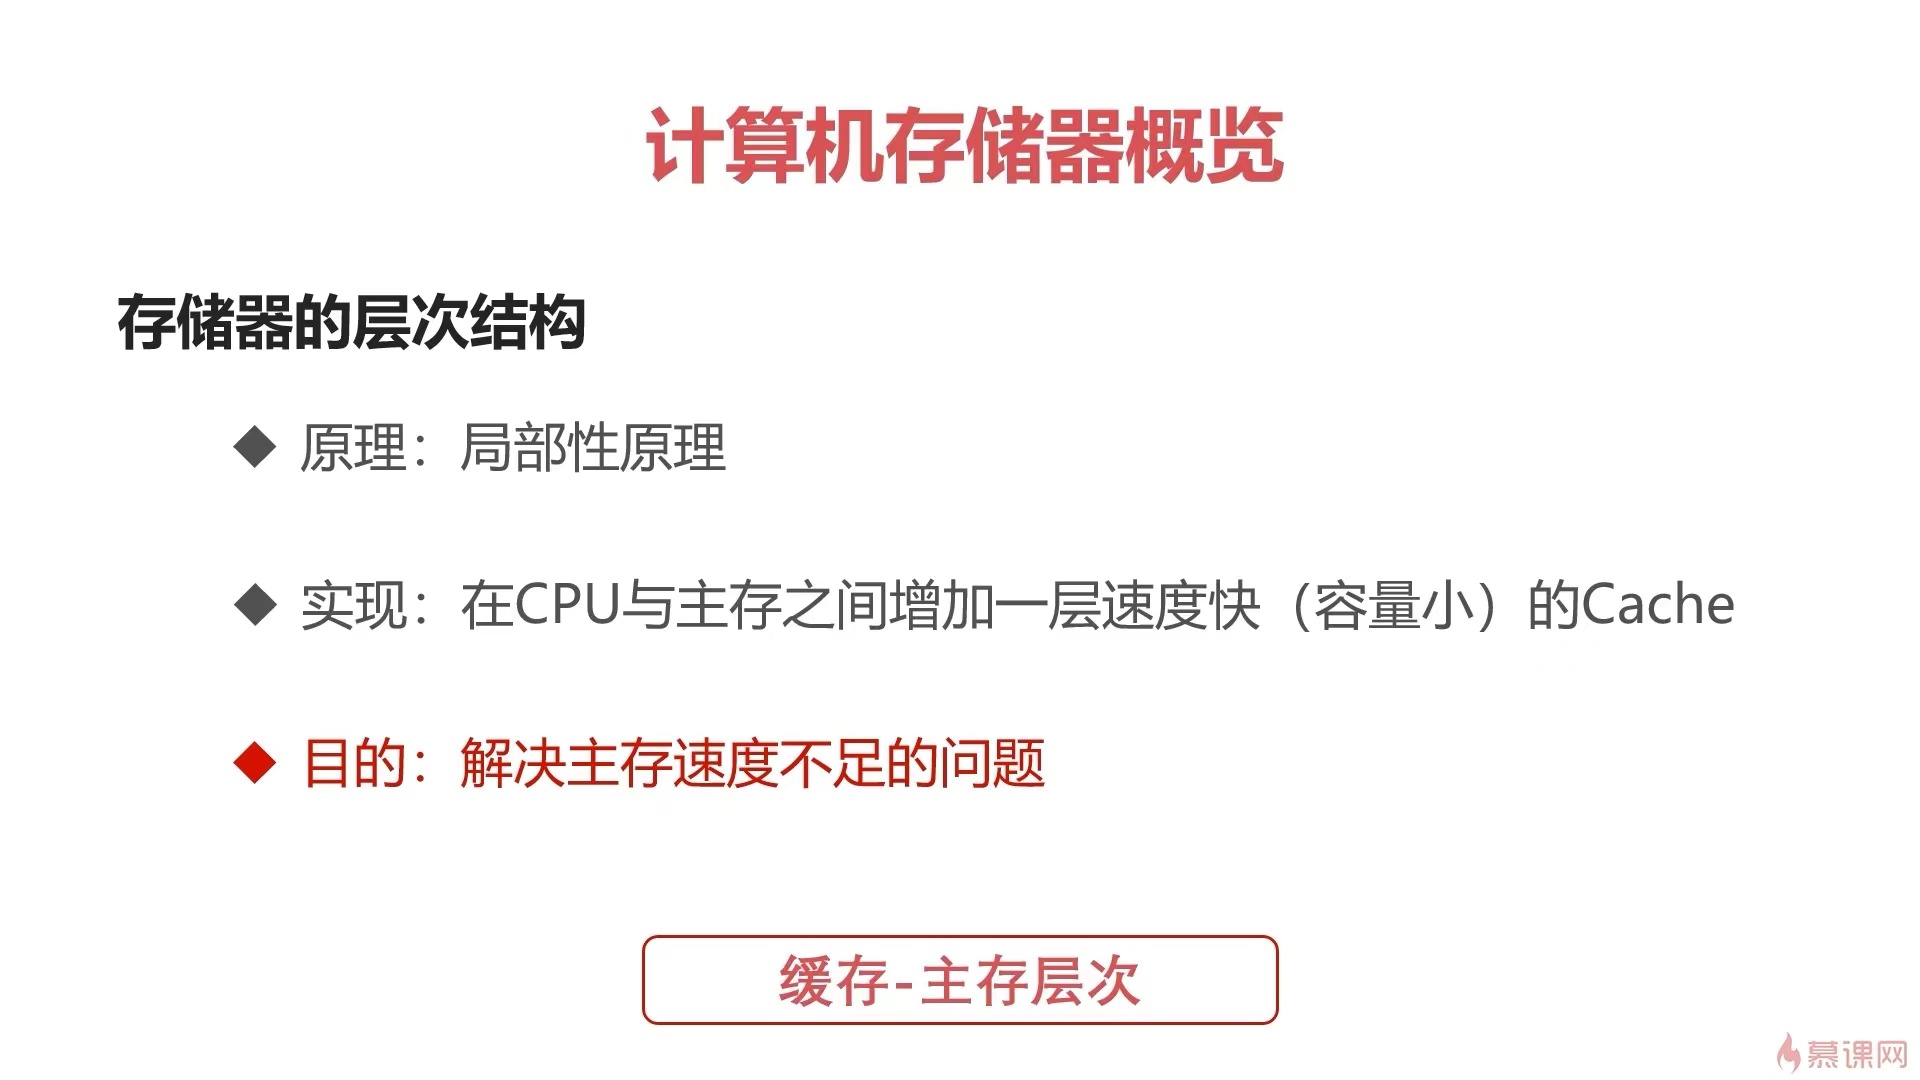 计算机存储器概览
存储器的层次结构
◆ 原理：局部性原理
◆ 实现：在CPU与主存之间增加一层速度快（容量小）的Cache
◆ 目的：解决主存速度不足的问题
缓存-主存层次
慕课网